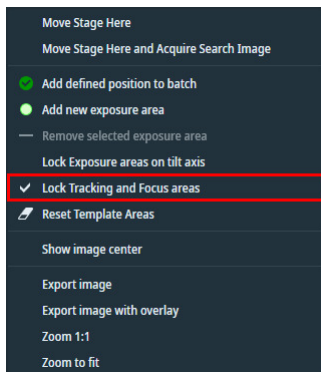 Move Stage Here
Move Stage Here and Acquire Search Image
Add defined position to batch
Add new exposure area
Remove selected exposure area
Lock Exposure areas on tilt axis
Lock Tracking and Focus areas
Reset Template Areas
Show image center
Export image
Export image with overlay
Zoom 1:1
Zoom to fit